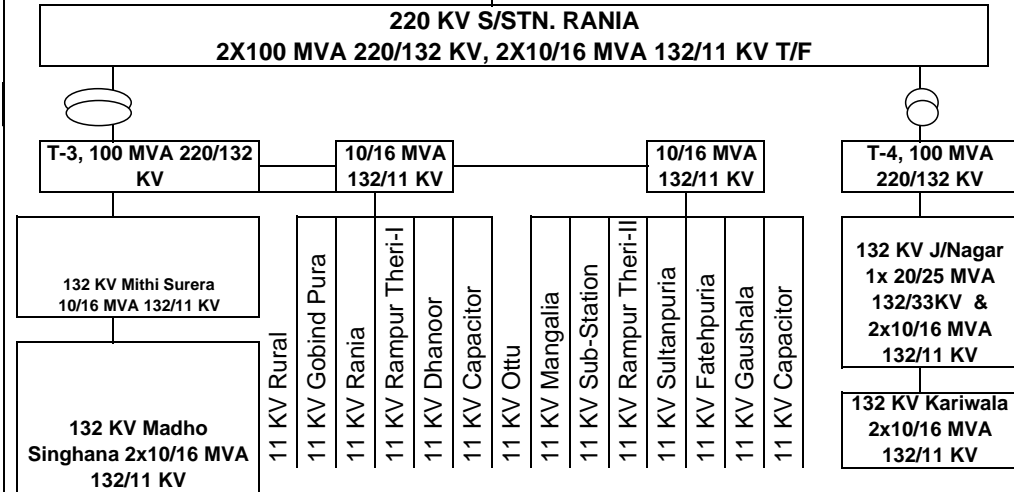 220 KV S/STN. RANIA
2X100 MVA 220/132 KV, 2X10/16 MVA 132/11 KV T/F
T-3, 100 MVA 220/132
KV
10/16 MVA
132/11 KV
10/16 MVA
132/11 KV
T-4, 100 MVA
220/132 KV
132 KV Mithi Surera
10/16 MVA 132/11 KV
132 KV Madho
Singhana 2x10/16 MVA
132/11 KV
11 KV Rural
11 KV Gobind Pura
11 KV Rania
11 KV Rampur Theri-I
11 KV Dhanoor
11 KV Capacitor
11 KV Ottu
11 KV Mangalia
11 KV Sub-Station
11 KV Rampur Theri-II
11 KV Sultanpuria
11 KV Fatehpuria
11 KV Gaushala
11 KV Capacitor
132 KV J/Nagar
1x 20/25 MVA
132/33KV &
2x10/16 MVA
132/11 KV
132 KV Kariwala
2x10/16 MVA
132/11 KV